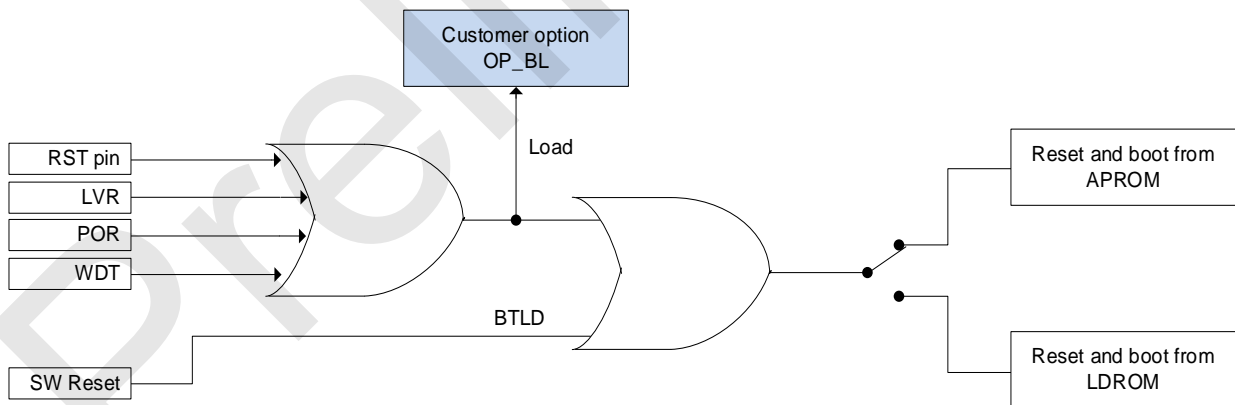 Customer option
OP_BL
Load
RST pin
LVR
POR
WDT
BTLD
SW Reset
Reset and boot from
APROM
Reset and boot from
LDROM